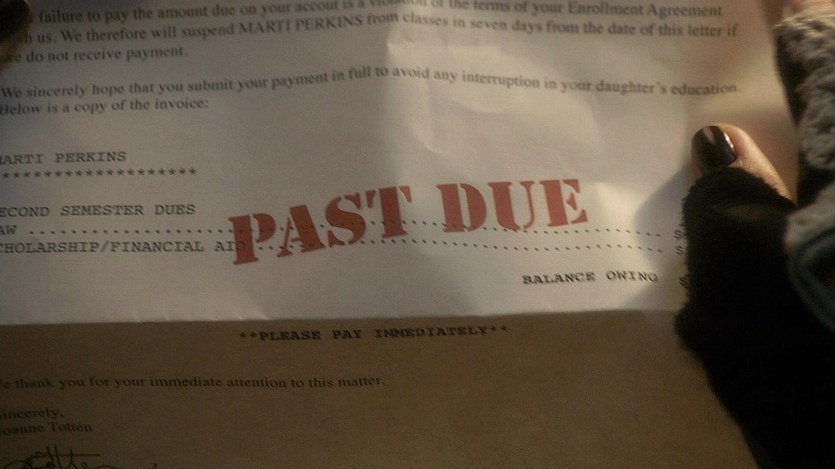 failure to pay the amount due on your accout is a violation of the terms of your Enrollment Agreement
us. We therefore will suspend MARTI PERKINS from classes in seven days from the date of this letter if
e do not receive payment.
We sincerely hope that you submit your payment in full to avoid any interruption in your daughter's education.
Below is a copy of the invoice:
ARTI PERKINS
*******************
ECOND SEMESTER DUES
AW ........................ $
CHOLARSHIP/FINANCIAL AID ........................ $
PAST DUE
BALANCE OWING $
**PLEASE PAY IMMEDIATELY**
e thank you for your immediate attention to this matter.
incerely,
Joanne Totten